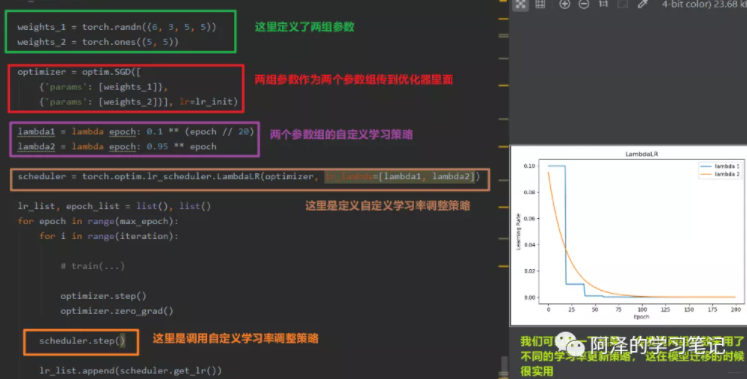 4-bit color) 23.68 k
weights_1 = torch.randn((6, 3, 5, 5))
weights_2 = torch.ones((5, 5))
这里定义了两组参数
optimizer = optim.SGD([
{'params': [weights_1]},
{'params': [weights_2]}], lr=lr_init)
两组参数作为两个参数组传到优化器里面
lambda1 = lambda epoch: 0.1 ** (epoch // 20)
lambda2 = lambda epoch: 0.95 ** epoch
两个参数组的自定义学习策略
scheduler = torch.optim.lr_scheduler.LambdaLR(optimizer, lr_lambda=[lambda1, lambda2])
这里是定义自定义学习率调整策略
lr_list, epoch_list = list(), list()
for epoch in range(max_epoch):
for i in range(iteration):
# train(...)
optimizer.step()
optimizer.zero_grad()
scheduler.step()
这里是调用自定义学习率调整策略
lr_list.append(scheduler.get_lr())
LambdaLR
lambda 1
lambda 2
0.10
0.08
0.06
0.04
0.02
0.00
Learning Rate
0 25 50 75 100 125 150 175 200
Epoch
我们可
用了
阿泽的学习笔记
不同的学习率更新策略，这在模型迁移的时候
很实用